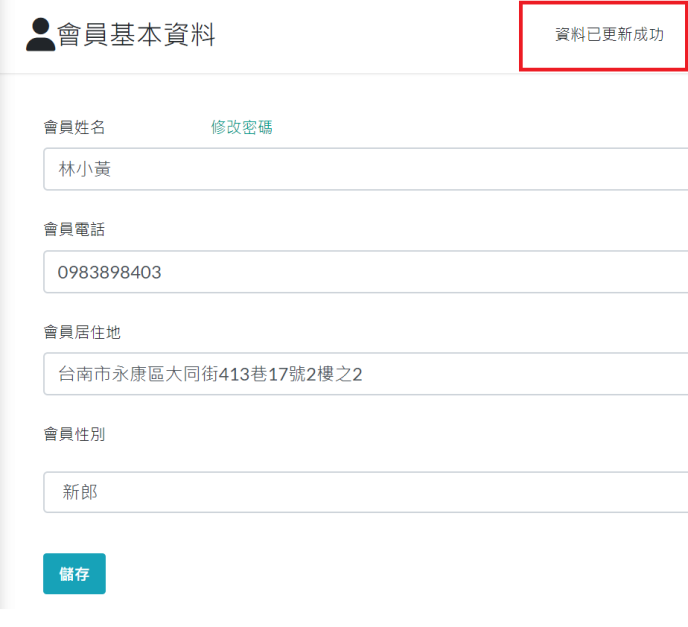 會員基本資料
資料已更新成功
會員姓名 修改密碼
林小黃
會員電話
0983898403
會員居住地
台南市永康區大同街413巷17號2樓之2
會員性別
新郎
儲存